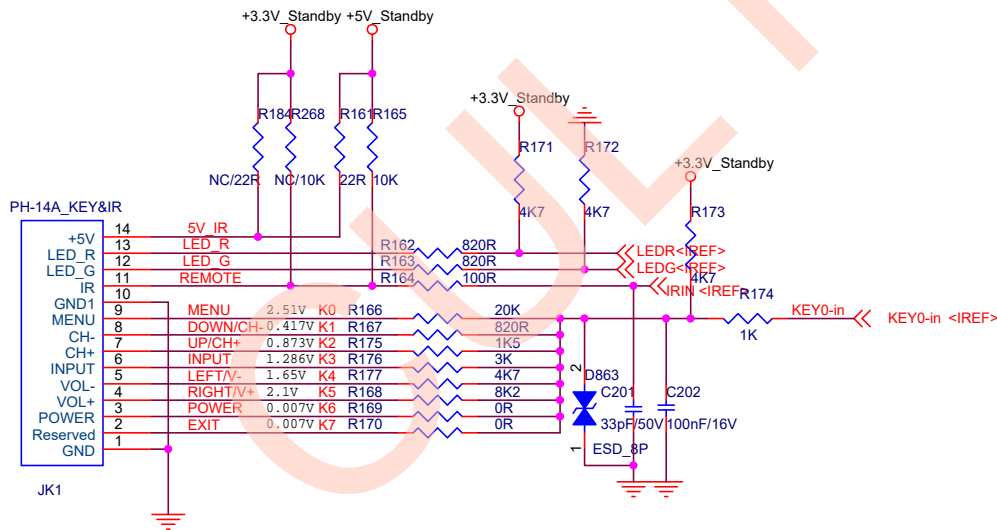 +3.3V_Standby +5V_Standby
+3.3V_Standby
R184 R268 R161 R165
R171 R172
+3.3V_Standby
NC/22R NC/10K 22R 10K
PH-14A_KEY&IR
4K7 4K7
R173
14 5V_IR
+5V
13 LED_R R162 820R LEDR<IREF>
LED_R
12 LED_G R163 820R LEDG<IREF>
LED_G
11 REMOTE R164 100R IRIN <IREF>
4K7
IR
10
GND1
R174
9 MENU 2.51V K0 R166 20K
MENU
KEY0-in KEY0-in <IREF>
8 DOWN/CH- 0.417V K1 R167 820R
CH-
1K
7 UP/CH+ 0.873V K2 R175 1K5
CH+
6 INPUT 1.286V K3 R176 3K
INPUT
5 LEFT/V- 1.65V K4 R177 4K7
VOL-
4 RIGHT/V+ 2.1V K5 R168 8K2
VOL+
3 POWER 0.007V K6 R169 0R
POWER
2 EXIT 0.007V K7 R170 0R
Reserved
1
GND
2 D863
C201 C202
33pF/50V 100nF/16V
1 ESD_8P
JK1